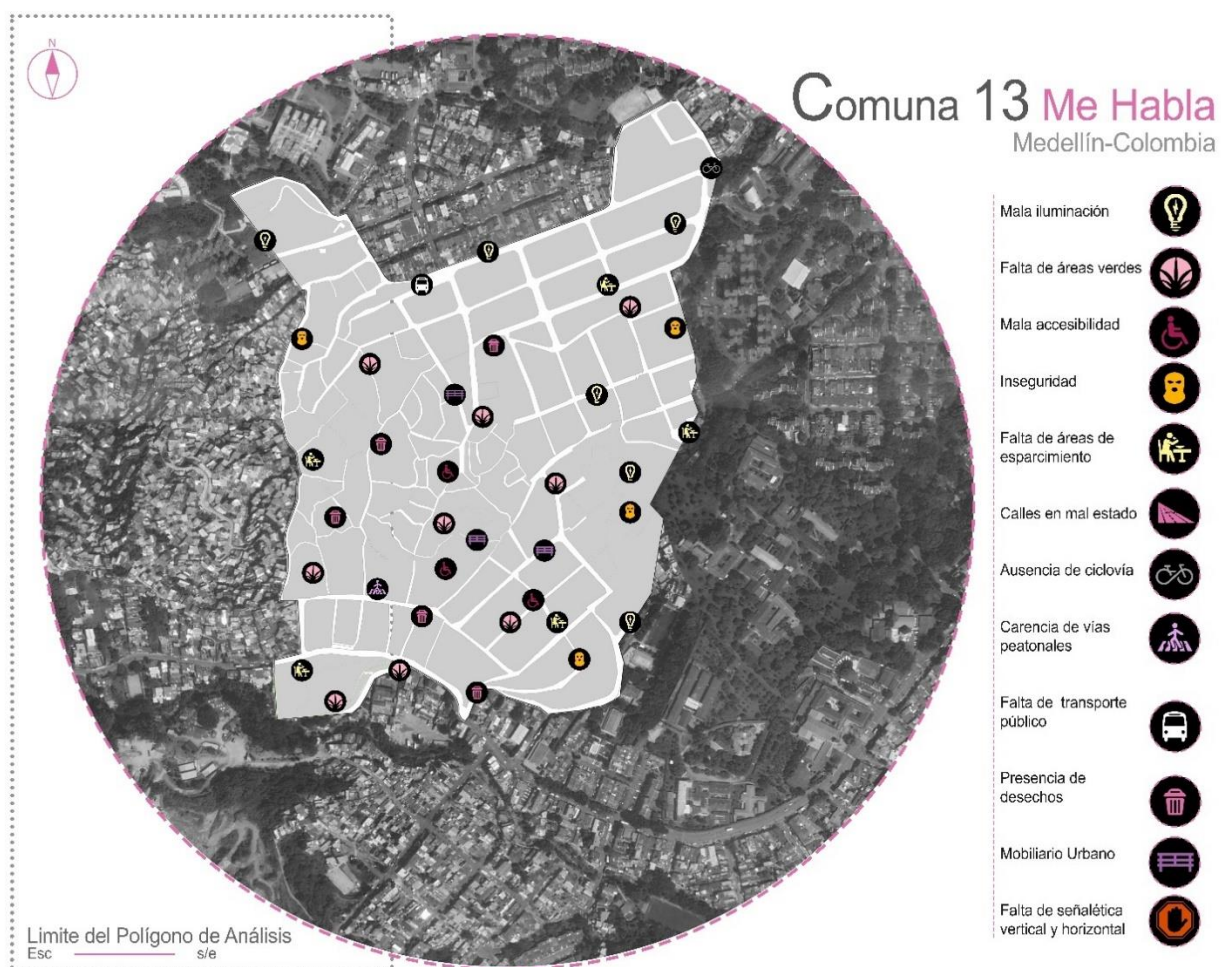 N
Comuna 13 Me Habla
Medellín-Colombia
Mala iluminación
Falta de áreas verdes
Mala accesibilidad
Inseguridad
Falta de áreas de
esparcimiento
Calles en mal estado
Ausencia de ciclovía
Carencia de vías
peatonales
Falta de transporte
público
Presencia de
desechos
Mobiliario Urbano
Falta de señalética
vertical y horizontal
Limite del Polígono de Análisis
Esc s/e